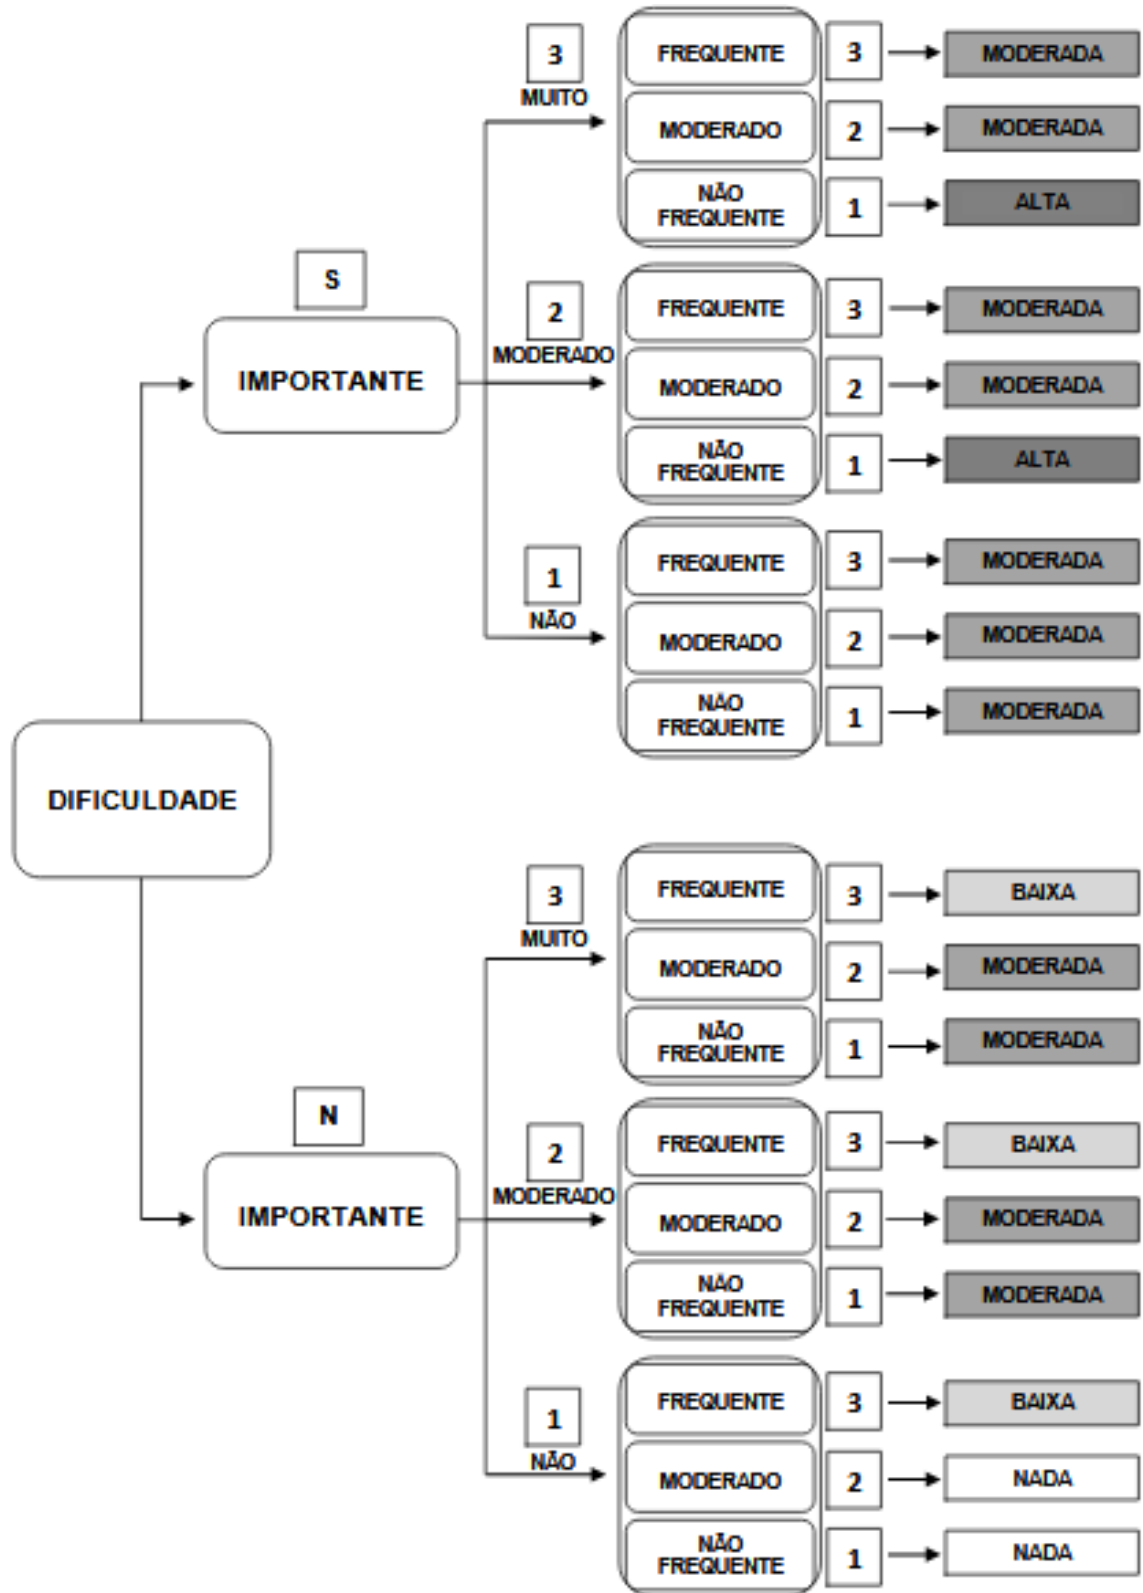 3
MUITO
FREQUENTE 3 MODERADA
MODERADO 2 MODERADA
NÃO
FREQUENTE 1 ALTA
S
IMPORTANTE
2
MODERADO
FREQUENTE 3 MODERADA
MODERADO 2 MODERADA
NÃO
FREQUENTE 1 ALTA
1
NÃO
FREQUENTE 3 MODERADA
MODERADO 2 MODERADA
NÃO
FREQUENTE 1 MODERADA
DIFICULDADE
3
MUITO
FREQUENTE 3 BAIXA
MODERADO 2 MODERADA
NÃO
FREQUENTE 1 MODERADA
N
IMPORTANTE
2
MODERADO
FREQUENTE 3 BAIXA
MODERADO 2 MODERADA
NÃO
FREQUENTE 1 MODERADA
1
NÃO
FREQUENTE 3 BAIXA
MODERADO 2 NADA
NÃO
FREQUENTE 1 NADA